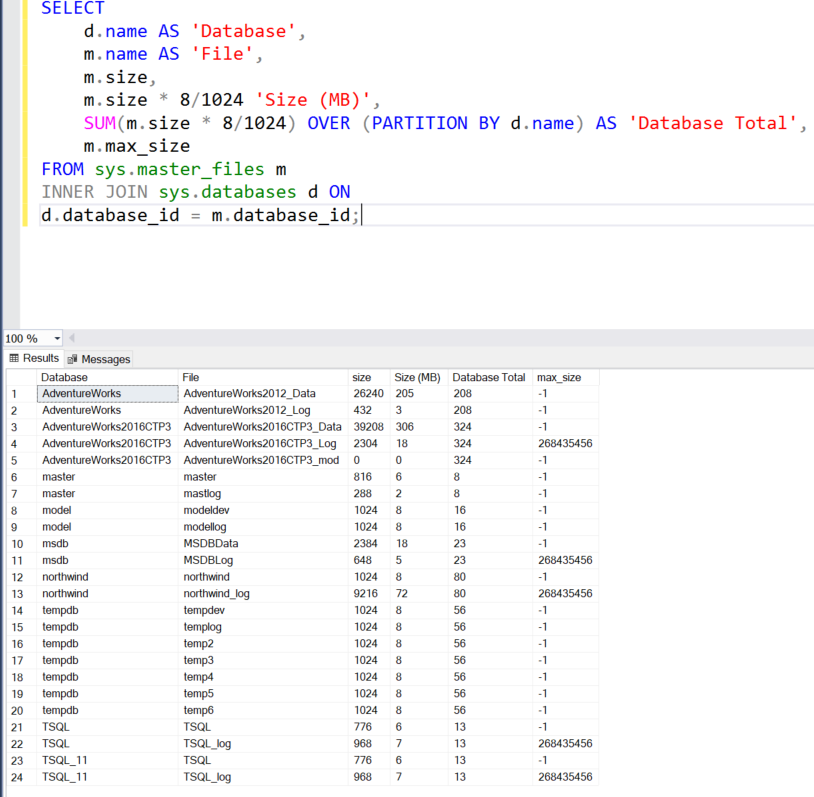 SELECT
d.name AS 'Database',
m.name AS 'File',
m.size,
m.size * 8/1024 'Size (MB)',
SUM(m.size * 8/1024) OVER (PARTITION BY d.name) AS 'Database Total',
m.max_size
FROM sys.master_files m
INNER JOIN sys.databases d ON
d.database_id = m.database_id;
100 %
Results Messages
Database File size Size (MB) Database Total max_size
1 AdventureWorks AdventureWorks2012_Data 26240 205 208 -1
2 AdventureWorks AdventureWorks2012_Log 432 3 208 -1
3 AdventureWorks2016CTP3 AdventureWorks2016CTP3_Data 39208 306 324 -1
4 AdventureWorks2016CTP3 AdventureWorks2016CTP3_Log 2304 18 324 268435456
5 AdventureWorks2016CTP3 AdventureWorks2016CTP3_mod 0 0 324 -1
6 master master 816 6 8 -1
7 master mastlog 288 2 8 -1
8 model modeldev 1024 8 16 -1
9 model modellog 1024 8 16 -1
10 msdb MSDBData 2384 18 23 -1
11 msdb MSDBLog 648 5 23 268435456
12 northwind northwind 1024 8 80 -1
13 northwind northwind_log 9216 72 80 268435456
14 tempdb tempdev 1024 8 56 -1
15 tempdb templog 1024 8 56 -1
16 tempdb temp2 1024 8 56 -1
17 tempdb temp3 1024 8 56 -1
18 tempdb temp4 1024 8 56 -1
19 tempdb temp5 1024 8 56 -1
20 tempdb temp6 1024 8 56 -1
21 TSQL TSQL 776 6 13 -1
22 TSQL TSQL_log 968 7 13 268435456
23 TSQL_11 TSQL 776 6 13 -1
24 TSQL_11 TSQL_log 968 7 13 268435456